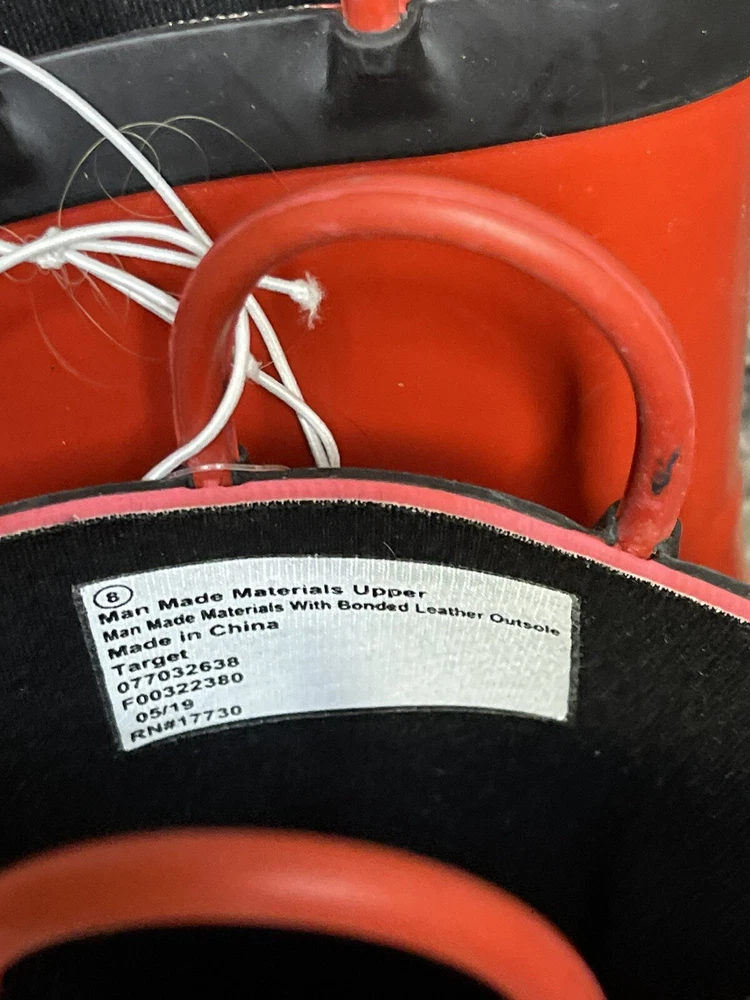 8
Man Made Materials Upper
Man Made Materials With Bonded Leather Outsole
Made in China
Target
077032638
F00322380
05/19
RN#17730